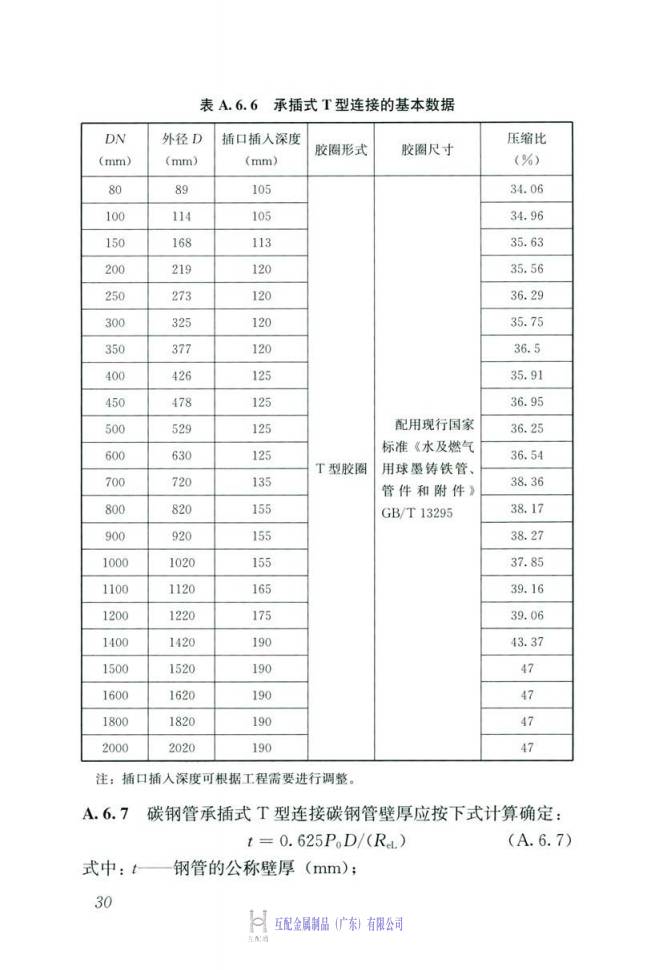 表 A.6.6 承插式 T 型连接的基本数据
DN (mm) 外径 D (mm) 插口插入深度 (mm) 胶圈形式 胶圈尺寸 压缩比 (%)
80 89 105 34.06
100 114 105 34.96
150 168 113 35.63
200 219 120 35.56
250 273 120 36.29
300 325 120 35.75
350 377 120 36.5
400 426 125 35.91
450 478 125 36.95
500 529 125 36.25
600 630 125 36.54
700 720 135 38.36
800 820 155 38.17
900 920 155 38.27
1000 1020 155 37.85
1100 1120 165 39.16
1200 1220 175 39.06
1400 1420 190 43.37
1500 1520 190 47
1600 1620 190 47
1800 1820 190 47
2000 2020 190 47
T 型胶圈
配用现行国家
标准《水及燃气
用球墨铸铁管、
管件和附件》
GB/T 13295
注：插口插入深度可根据工程需要进行调整。
A.6.7 碳钢管承插式 T 型连接碳钢管壁厚应按下式计算确定：
t = 0.625P₀D/(ReL) (A.6.7)
式中：t——钢管的公称壁厚（mm）；
30
互配金属制品（广东）有限公司